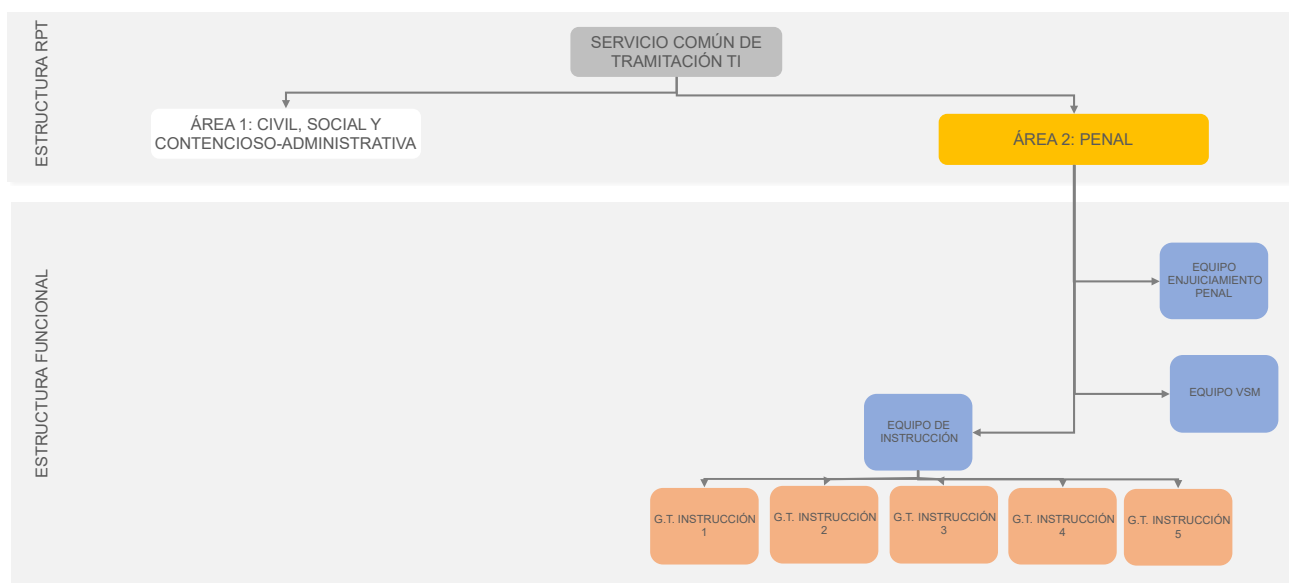 ESTRUCTURA RPT
SERVICIO COMÚN DE
TRAMITACIÓN TI
ÁREA 1: CIVIL, SOCIAL Y
CONTENCIOSO-ADMINISTRATIVA
ÁREA 2: PENAL
ESTRUCTURA FUNCIONAL
EQUIPO
ENJUICIAMIENTO
PENAL
EQUIPO VSM
EQUIPO DE
INSTRUCCIÓN
G.T. INSTRUCCIÓN
1
G.T. INSTRUCCIÓN
2
G.T. INSTRUCCIÓN
3
G.T. INSTRUCCIÓN
4
G.T. INSTRUCCIÓN
5